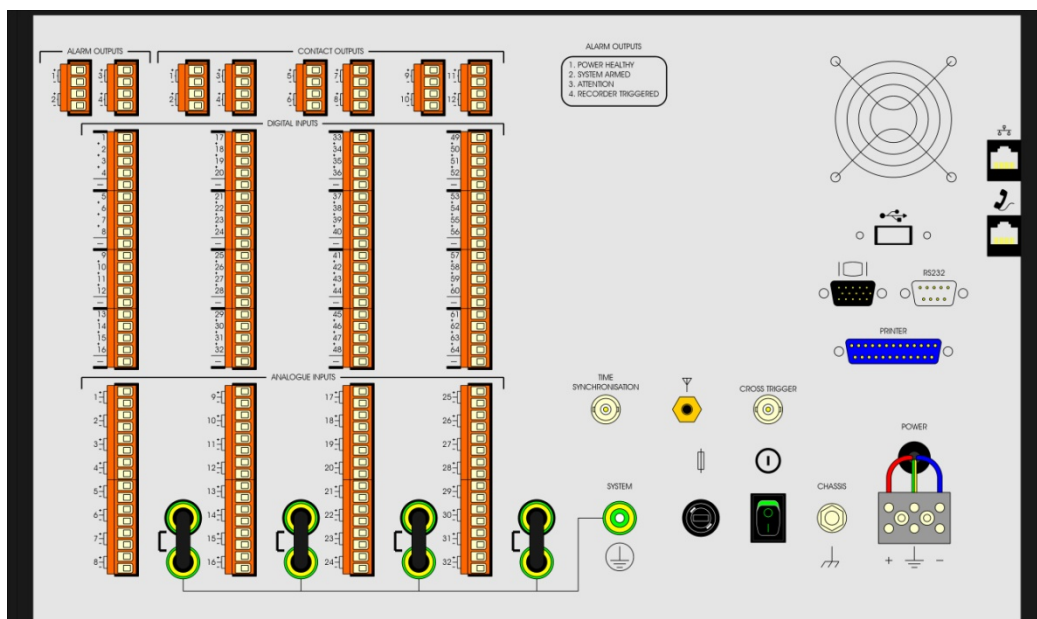 ALARM OUTPUTS
CONTACT OUTPUTS
1 3 1 3 5 7 9 11
2 4 2 4 6 8 10 12
ALARM OUTPUTS
1. POWER HEALTHY
2. SYSTEM ARMED
3. ATTENTION
4. RECORDER TRIGGERED
DIGITAL INPUTS
1 17 33 49
2 18 34 50
3 19 35 51
4 20 36 52
5 21 37 53
6 22 38 54
7 23 39 55
8 24 40 56
9 25 41 57
10 26 42 58
11 27 43 59
12 28 44 60
13 29 45 61
14 30 46 62
15 31 47 63
16 32 48 64
RS232
PRINTER
ANALOGUE INPUTS
1 9 17 25
2 10 18 26
3 11 19 27
4 12 20 28
5 13 21 29
6 14 22 30
7 15 23 31
8 16 24 32
TIME
SYNCHRONISATION
CROSS TRIGGER
POWER
SYSTEM
CHASSIS
+ -